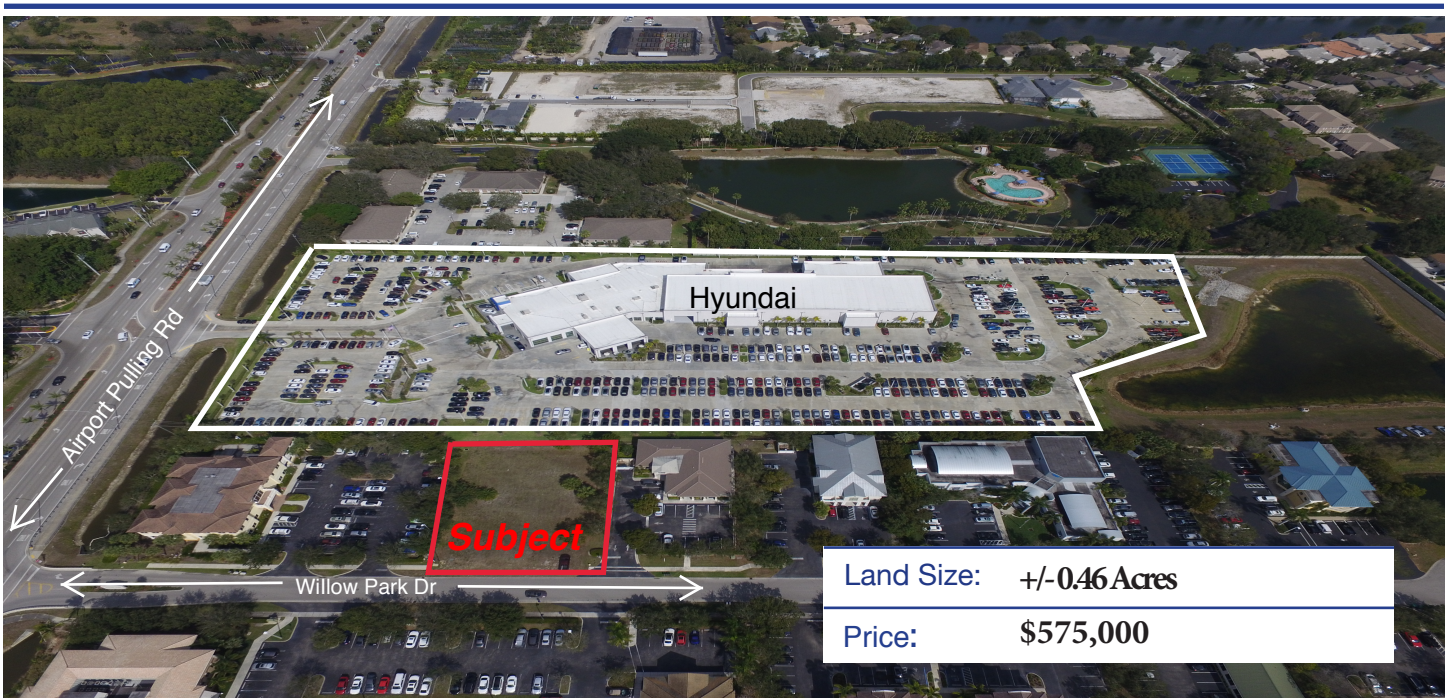 Hyundai
Airport Pulling Rd
Subject
Willow Park Dr
Land Size: +/-0.46 Acres
Price: $575,000